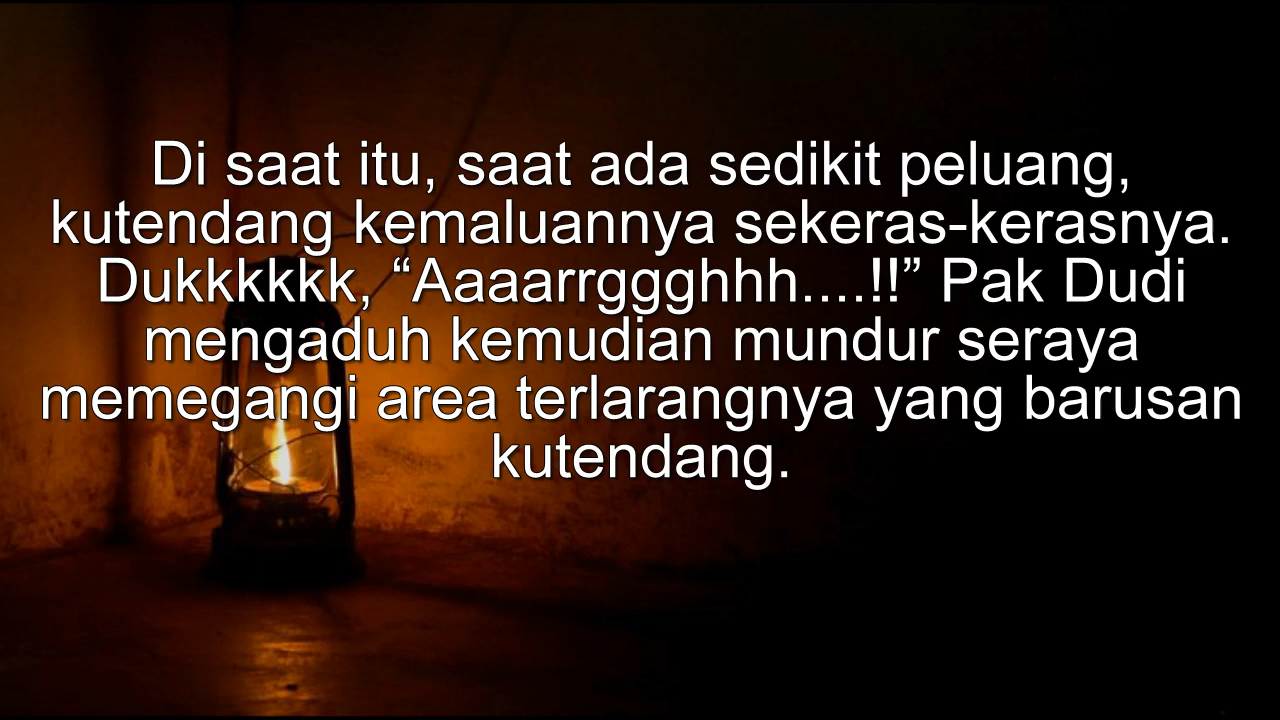 Di saat itu, saat ada sedikit peluang,
kutendang kemaluannya sekeras-kerasnya.
Dukkkkkk, “Aaaarrrggghhh....!!” Pak Dudi
mengaduh kemudian mundur seraya
memegangi area terlarangnya yang barusan
kutendang.